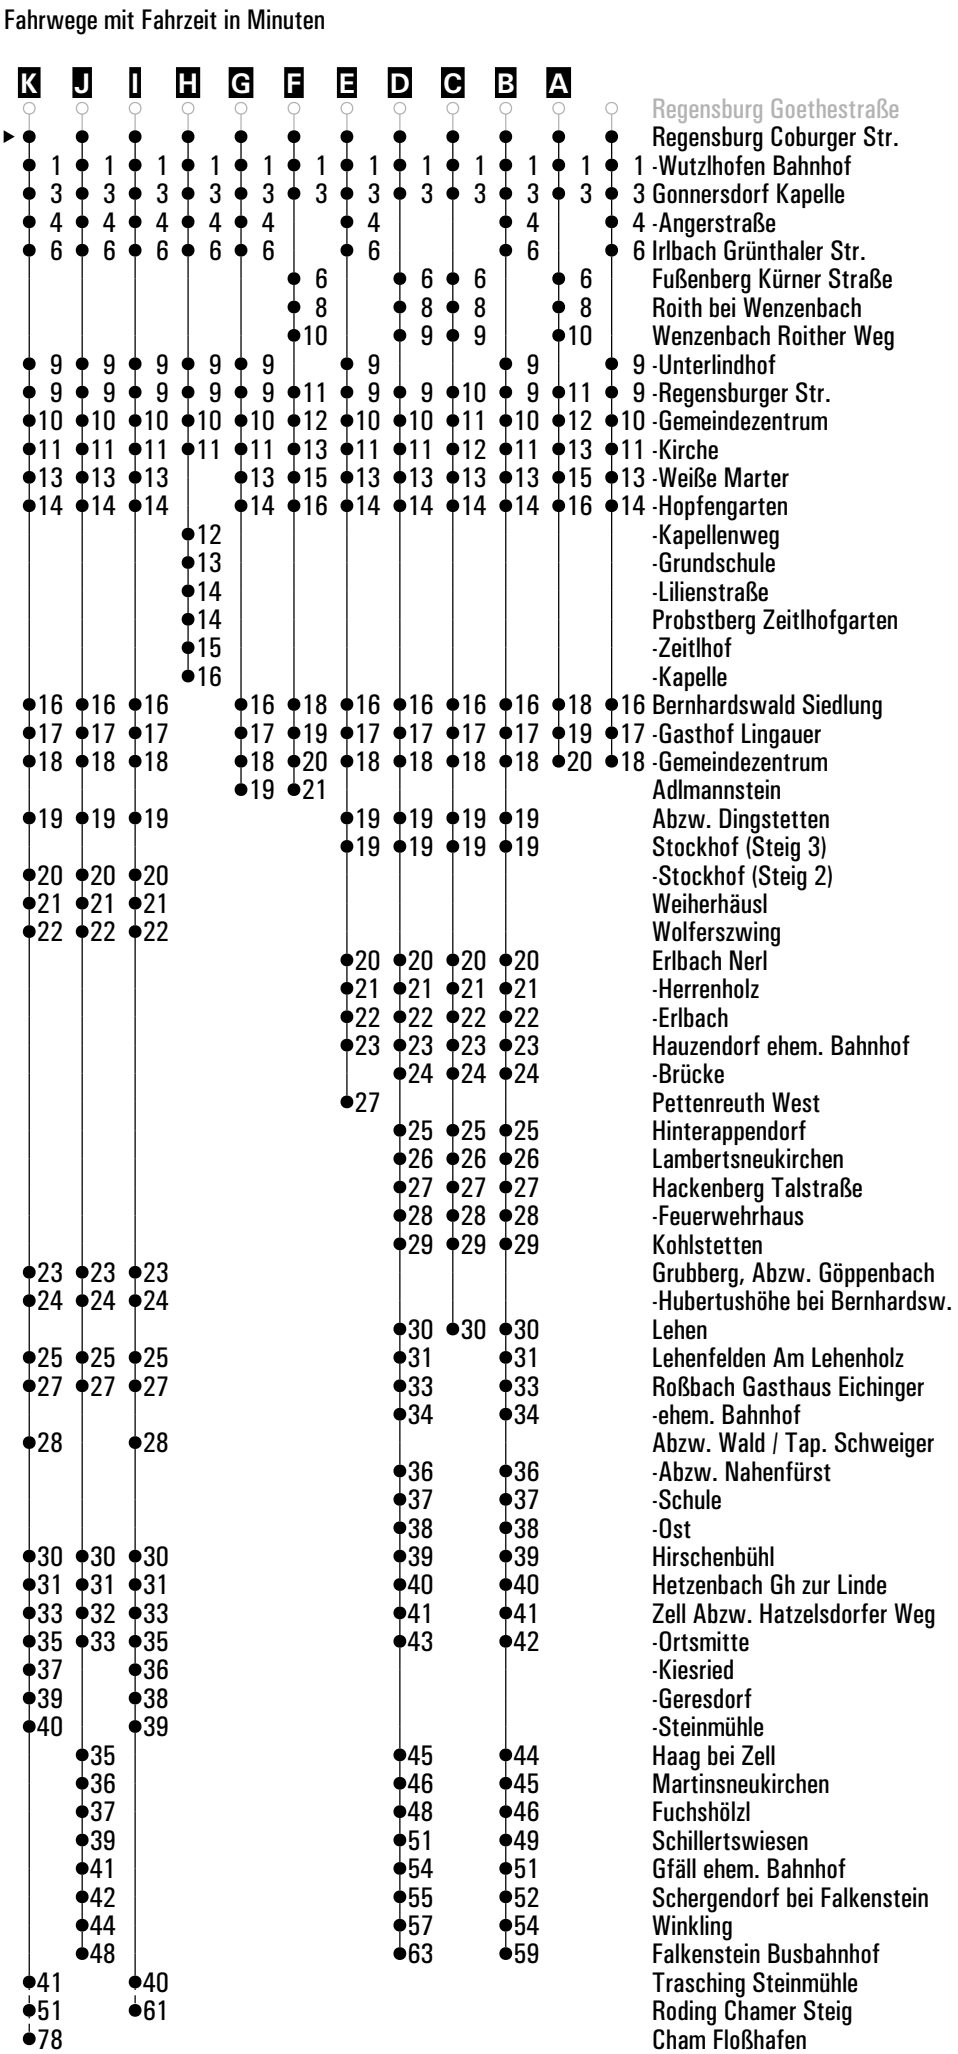 Fahrwege mit Fahrzeit in Minuten
K J I H G F E D C B A
Regensburg Goethestraße
Regensburg Coburger Str.
1 1 1 1 1 1 1 1 1 1 1 1 -Wutzlhofen Bahnhof
3 3 3 3 3 3 3 3 3 3 3 3 Gonnersdorf Kapelle
4 4 4 4 4 4 4 4 -Angerstraße
6 6 6 6 6 6 6 6 Irlbach Grünthaler Str.
6 6 6 6 Fußenberg Kürner Straße
8 8 8 8 Roith bei Wenzenbach
10 9 9 10 Wenzenbach Roither Weg
9 9 9 9 9 9 9 9 -Unterlindhof
9 9 9 9 9 11 9 9 10 9 11 9 -Regensburger Str.
10 10 10 10 10 12 10 10 11 10 12 10 -Gemeindezentrum
11 11 11 11 11 13 11 11 12 11 13 11 -Kirche
13 13 13 13 15 13 13 13 13 15 13 -Weiße Marter
14 14 14 14 16 14 14 14 14 16 14 -Hopfengarten
12 -Kapellenweg
13 -Grundschule
14 -Lilienstraße
14 Probstberg Zeitlhofgarten
15 -Zeitlhof
16 -Kapelle
16 16 16 16 18 16 16 16 16 18 16 Bernhardswald Siedlung
17 17 17 17 19 17 17 17 17 19 17 -Gasthof Lingauer
18 18 18 18 20 18 18 18 18 20 18 -Gemeindezentrum
19 21 Adlmannstein
19 19 19 19 19 19 19 Abzw. Dingstetten
19 19 19 19 Stockhof (Steig 3)
20 20 20 -Stockhof (Steig 2)
21 21 21 Weiherhäusl
22 22 22 Wolferszwing
20 20 20 20 Erlbach Nerl
21 21 21 21 -Herrenholz
22 22 22 22 -Erlbach
23 23 23 23 Hauzendorf ehem. Bahnhof
24 24 24 -Brücke
27 Pettenreuth West
25 25 25 Hinterappendorf
26 26 26 Lambertsneukirchen
27 27 27 Hackenberg Talstraße
28 28 28 -Feuerwehrhaus
29 29 29 Kohlstetten
23 23 23 Grubberg, Abzw. Göppenbach
24 24 24 -Hubertushöhe bei Bernhardsw.
30 30 30 Lehen
25 25 25 31 31 Lehenfelden Am Lehenholz
27 27 27 33 33 Roßbach Gasthaus Eichinger
34 34 -ehem. Bahnhof
28 28 Abzw. Wald / Tap. Schweiger
36 36 -Abzw. Nahenfürst
37 37 -Schule
38 38 -Ost
30 30 30 39 39 Hirschenbühl
31 31 31 40 40 Hetzenbach Gh zur Linde
33 32 33 41 41 Zell Abzw. Hatzelsdorfer Weg
35 33 35 43 42 -Ortsmitte
37 36 -Kiesried
39 38 -Geresdorf
40 39 -Steinmühle
35 45 44 Haag bei Zell
36 46 45 Martinsneukirchen
37 48 46 Fuchshölzl
39 51 49 Schillertswiesen
41 54 51 Gfäll ehem. Bahnhof
42 55 52 Schergendorf bei Falkenstein
44 57 54 Winkling
48 63 59 Falkenstein Busbahnhof
41 40 Trasching Steinmühle
51 61 Roding Chamer Steig
78 Cham Floßhafen